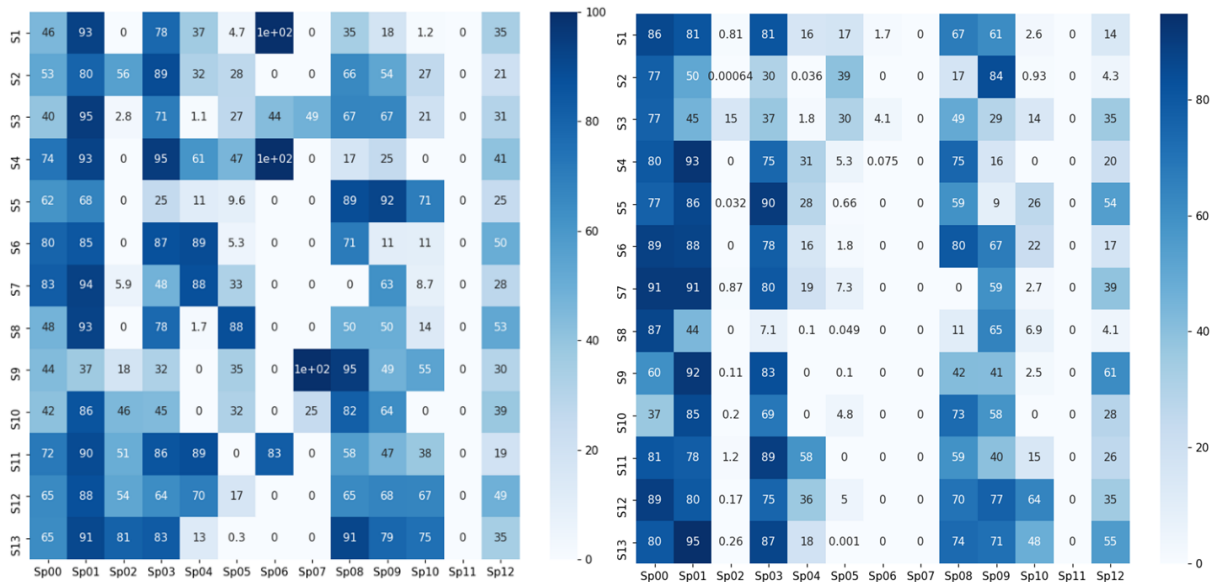 S1 46 93 0 78 37 4.7 1e+02 0 35 18 1.2 0 35
S2 53 80 56 89 32 28 0 0 66 54 27 0 21
S3 40 95 2.8 71 1.1 27 44 49 67 67 21 0 31
S4 74 93 0 95 61 47 1e+02 0 17 25 0 0 41
S5 62 68 0 25 11 9.6 0 0 89 92 71 0 25
S6 80 85 0 87 89 5.3 0 0 71 11 11 0 50
S7 83 94 5.9 48 88 33 0 0 0 63 8.7 0 28
S8 48 93 0 78 1.7 88 0 0 50 50 14 0 53
S9 44 37 18 32 0 35 0 1e+02 95 49 55 0 30
S10 42 86 46 45 0 32 0 25 82 64 0 0 39
S11 72 90 51 86 89 0 83 0 58 47 38 0 19
S12 65 88 54 64 70 17 0 0 65 68 67 0 49
S13 65 91 81 83 13 0.3 0 0 91 79 75 0 35
Sp00 Sp01 Sp02 Sp03 Sp04 Sp05 Sp06 Sp07 Sp08 Sp09 Sp10 Sp11 Sp12
100
80
60
40
20
0
S1 86 81 0.81 81 16 17 1.7 0 67 61 2.6 0 14
S2 77 50 0.00064 30 0.036 39 0 0 17 84 0.93 0 4.3
S3 77 45 15 37 1.8 30 4.1 0 49 29 14 0 35
S4 80 93 0 75 31 5.3 0.075 0 75 16 0 0 20
S5 77 86 0.032 90 28 0.66 0 0 59 9 26 0 54
S6 89 88 0 78 16 1.8 0 0 80 67 22 0 17
S7 91 91 0.87 80 19 7.3 0 0 0 59 2.7 0 39
S8 87 44 0 7.1 0.1 0.049 0 0 11 65 6.9 0 4.1
S9 60 92 0.11 83 0 0.1 0 0 42 41 2.5 0 61
S10 37 85 0.2 69 0 4.8 0 0 73 58 0 0 28
S11 81 78 1.2 89 58 0 0 0 59 40 15 0 26
S12 89 80 0.17 75 36 5 0 0 70 77 64 0 35
S13 80 95 0.26 87 18 0.001 0 0 74 71 48 0 55
Sp00 Sp01 Sp02 Sp03 Sp04 Sp05 Sp06 Sp07 Sp08 Sp09 Sp10 Sp11 Sp12
80
60
40
20
0